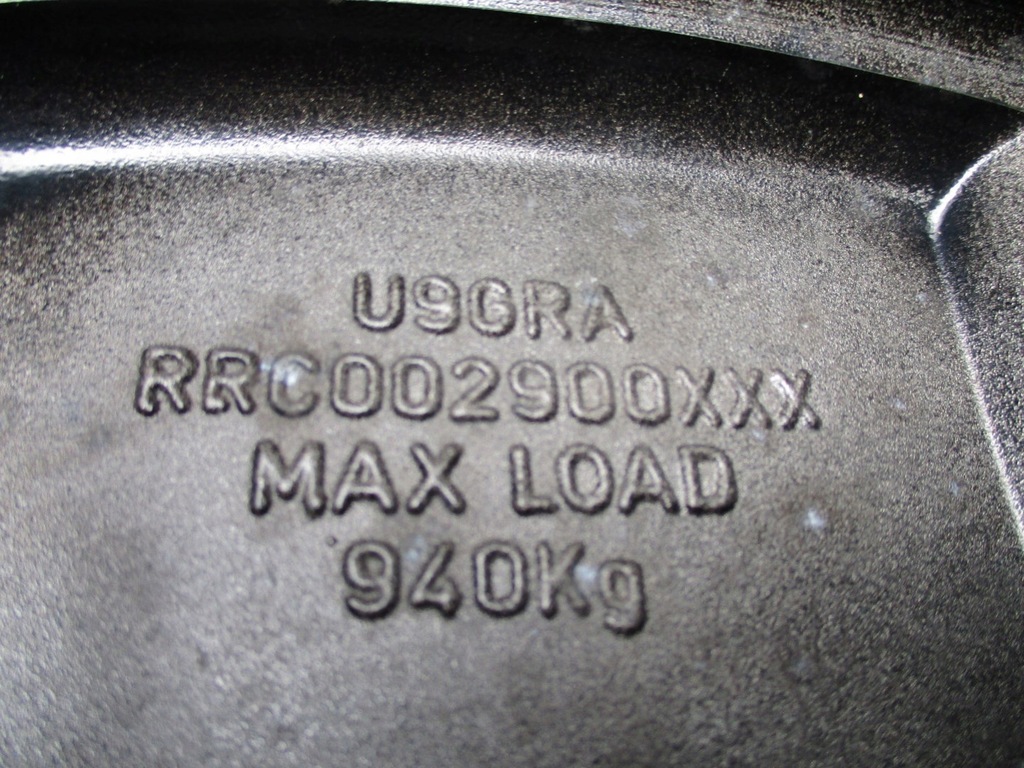 U9GRA
RRC002900XXX
MAX LOAD
940Kg